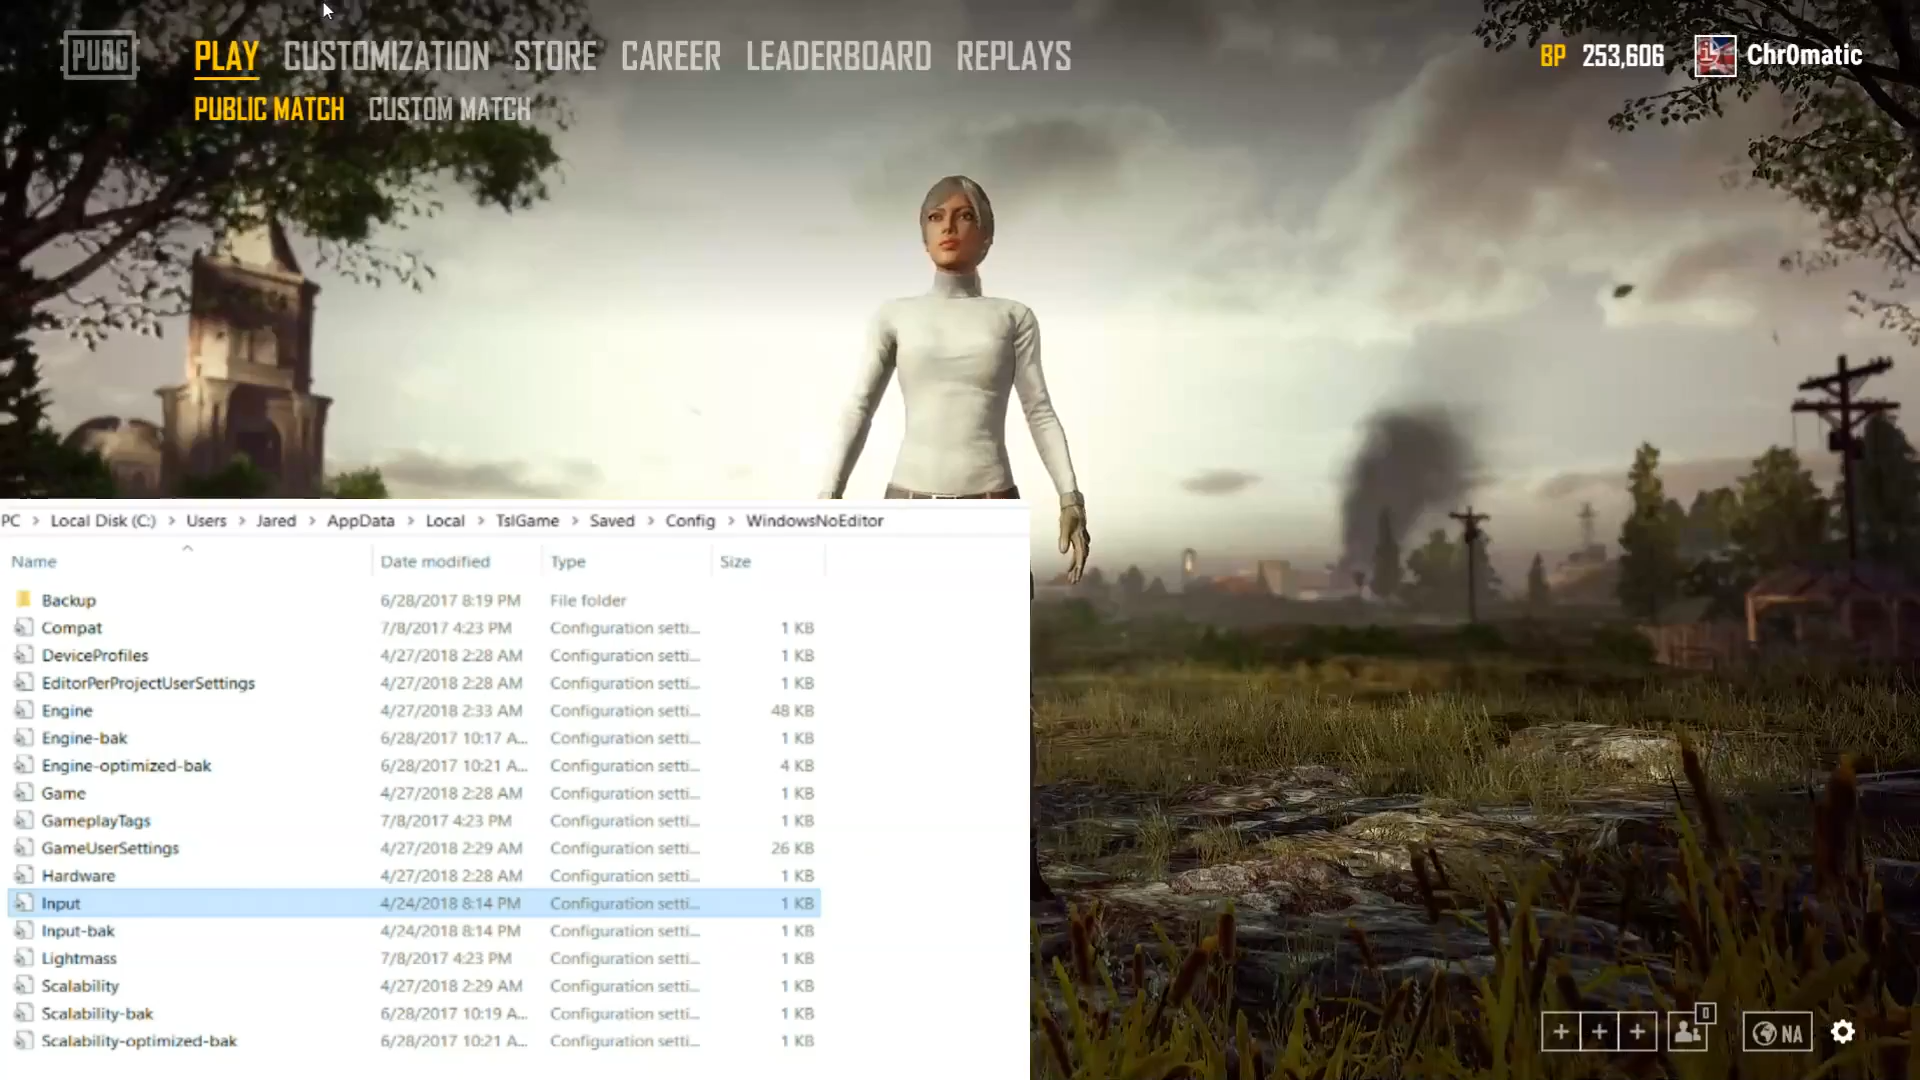 PUBG PLAY CUSTOMIZATION STORE CAREER LEADERBOARD REPLAYS BP 253,606 Chr0matic
PUBLIC MATCH CUSTOM MATCH
PC > Local Disk (C:) > Users > Jared > AppData > Local > TslGame > Saved > Config > WindowsNoEditor
Name Date modified Type Size
Backup 6/28/2017 8:19 PM File folder
Compat 7/8/2017 4:23 PM Configuration setti... 1 KB
DeviceProfiles 4/27/2018 2:28 AM Configuration setti... 1 KB
EditorPerProjectUserSettings 4/27/2018 2:28 AM Configuration setti... 1 KB
Engine 4/27/2018 2:33 AM Configuration setti... 48 KB
Engine-bak 6/28/2017 10:17 A... Configuration setti... 1 KB
Engine-optimized-bak 6/28/2017 10:21 A... Configuration setti... 4 KB
Game 4/27/2018 2:28 AM Configuration setti... 1 KB
GameplayTags 7/8/2017 4:23 PM Configuration setti... 1 KB
GameUserSettings 4/27/2018 2:29 AM Configuration setti... 26 KB
Hardware 4/27/2018 2:28 AM Configuration setti... 1 KB
Input 4/24/2018 8:14 PM Configuration setti... 1 KB
Input-bak 4/24/2018 8:14 PM Configuration setti... 1 KB
Lightmass 7/8/2017 4:23 PM Configuration setti... 1 KB
Scalability 4/27/2018 2:29 AM Configuration setti... 1 KB
Scalability-bak 6/28/2017 10:19 A... Configuration setti... 1 KB
Scalability-optimized-bak 6/28/2017 10:21 A... Configuration setti... 1 KB
0
+ + + NA